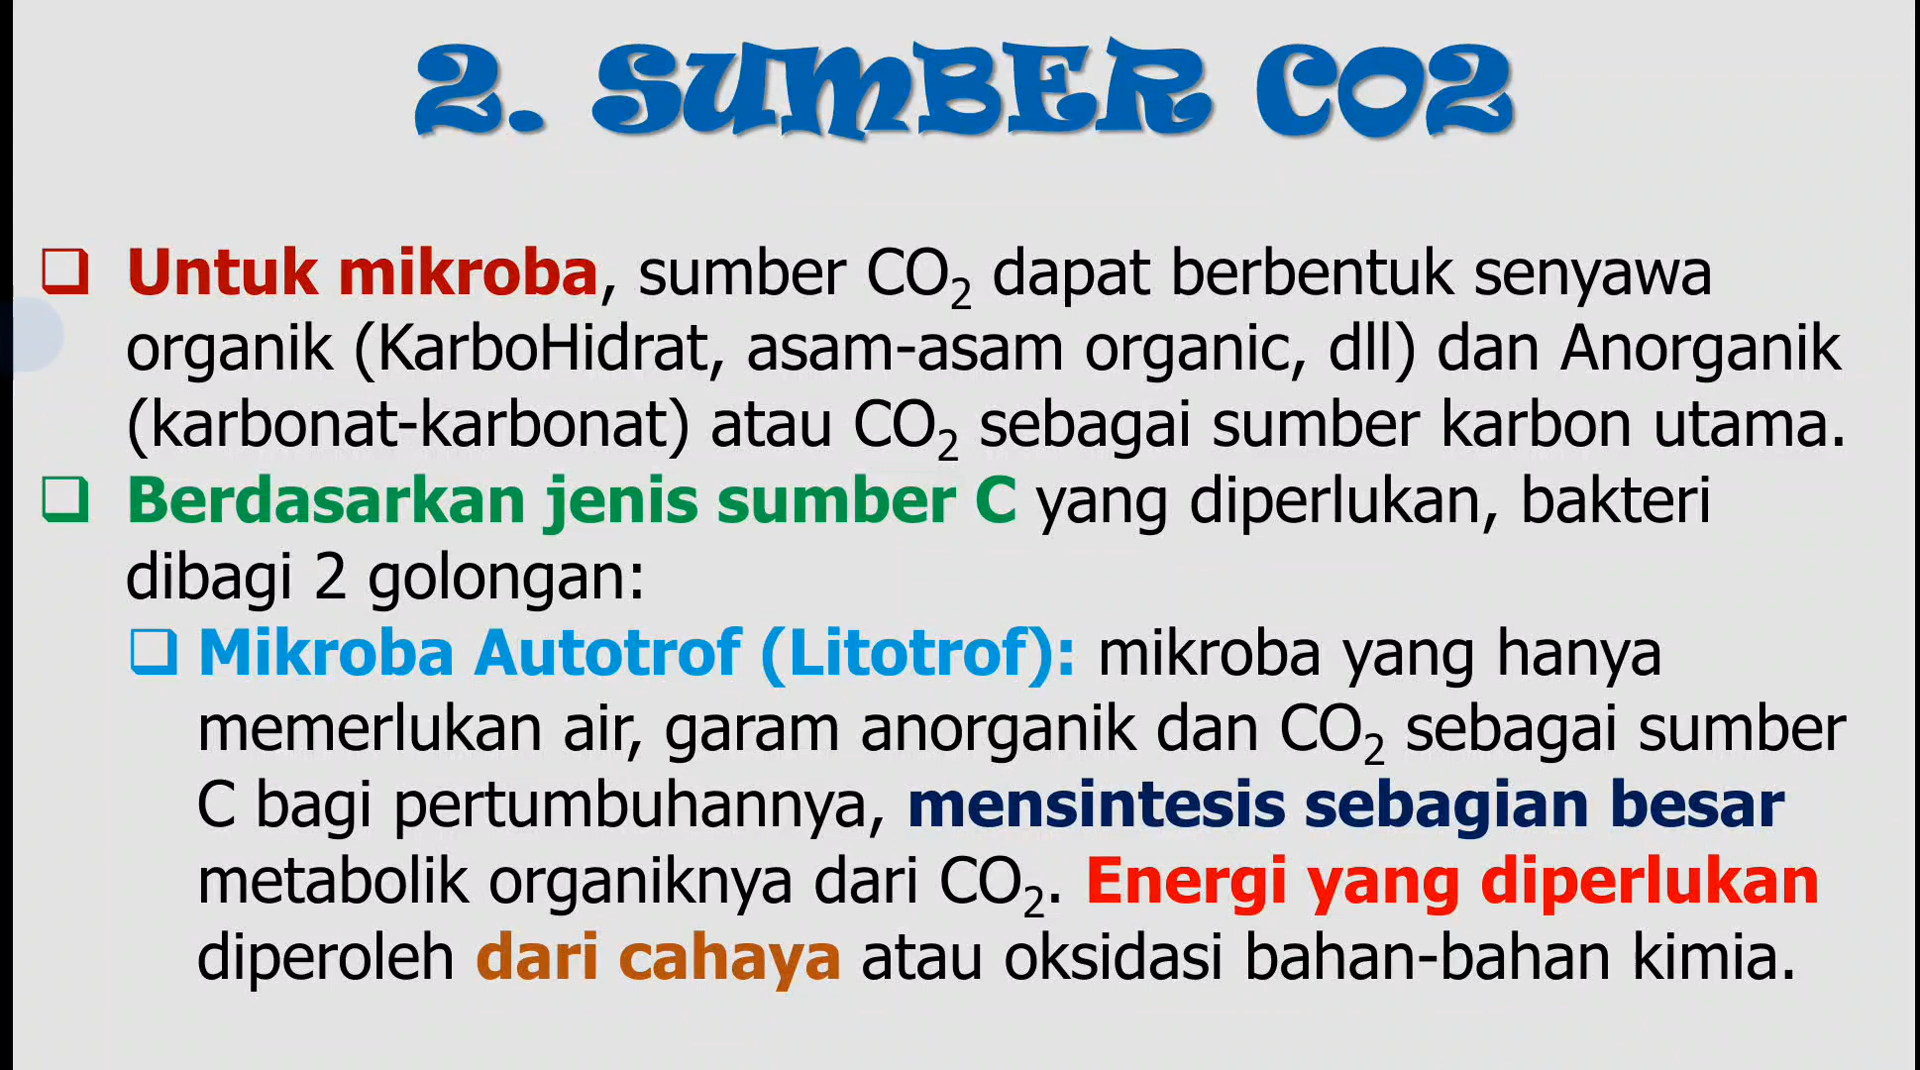 2. SUMBER CO2
❑ Untuk mikroba, sumber CO₂ dapat berbentuk senyawa
organik (KarboHidrat, asam-asam organic, dll) dan Anorganik
(karbonat-karbonat) atau CO₂ sebagai sumber karbon utama.
❑ Berdasarkan jenis sumber C yang diperlukan, bakteri
dibagi 2 golongan:
❑ Mikroba Autotrof (Litotrof): mikroba yang hanya
memerlukan air, garam anorganik dan CO₂ sebagai sumber
C bagi pertumbuhannya, mensintesis sebagian besar
metabolik organiknya dari CO₂. Energi yang diperlukan
diperoleh dari cahaya atau oksidasi bahan-bahan kimia.